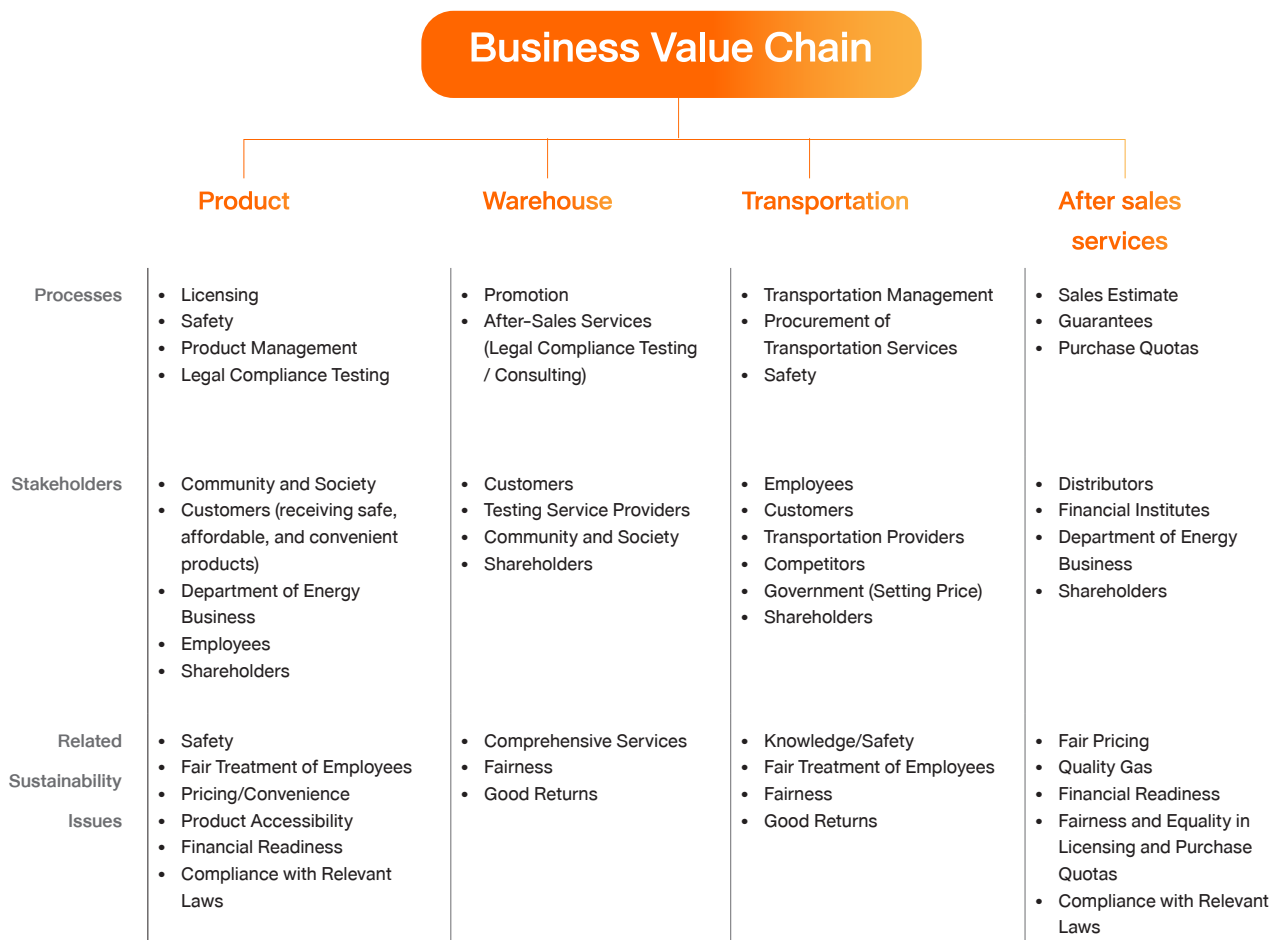 Business Value Chain
Product
Warehouse
Transportation
After sales
services
Processes
• Licensing
• Safety
• Product Management
• Legal Compliance Testing
• Promotion
• After-Sales Services
(Legal Compliance Testing
/ Consulting)
• Transportation Management
• Procurement of
Transportation Services
• Safety
• Sales Estimate
• Guarantees
• Purchase Quotas
Stakeholders
• Community and Society
• Customers (receiving safe,
affordable, and convenient
products)
• Department of Energy
Business
• Employees
• Shareholders
• Customers
• Testing Service Providers
• Community and Society
• Shareholders
• Employees
• Customers
• Transportation Providers
• Competitors
• Government (Setting Price)
• Shareholders
• Distributors
• Financial Institutes
• Department of Energy
Business
• Shareholders
Related
Sustainability
Issues
• Safety
• Fair Treatment of Employees
• Pricing/Convenience
• Product Accessibility
• Financial Readiness
• Compliance with Relevant
Laws
• Comprehensive Services
• Fairness
• Good Returns
• Knowledge/Safety
• Fair Treatment of Employees
• Fairness
• Good Returns
• Fair Pricing
• Quality Gas
• Financial Readiness
• Fairness and Equality in
Licensing and Purchase
Quotas
• Compliance with Relevant
Laws